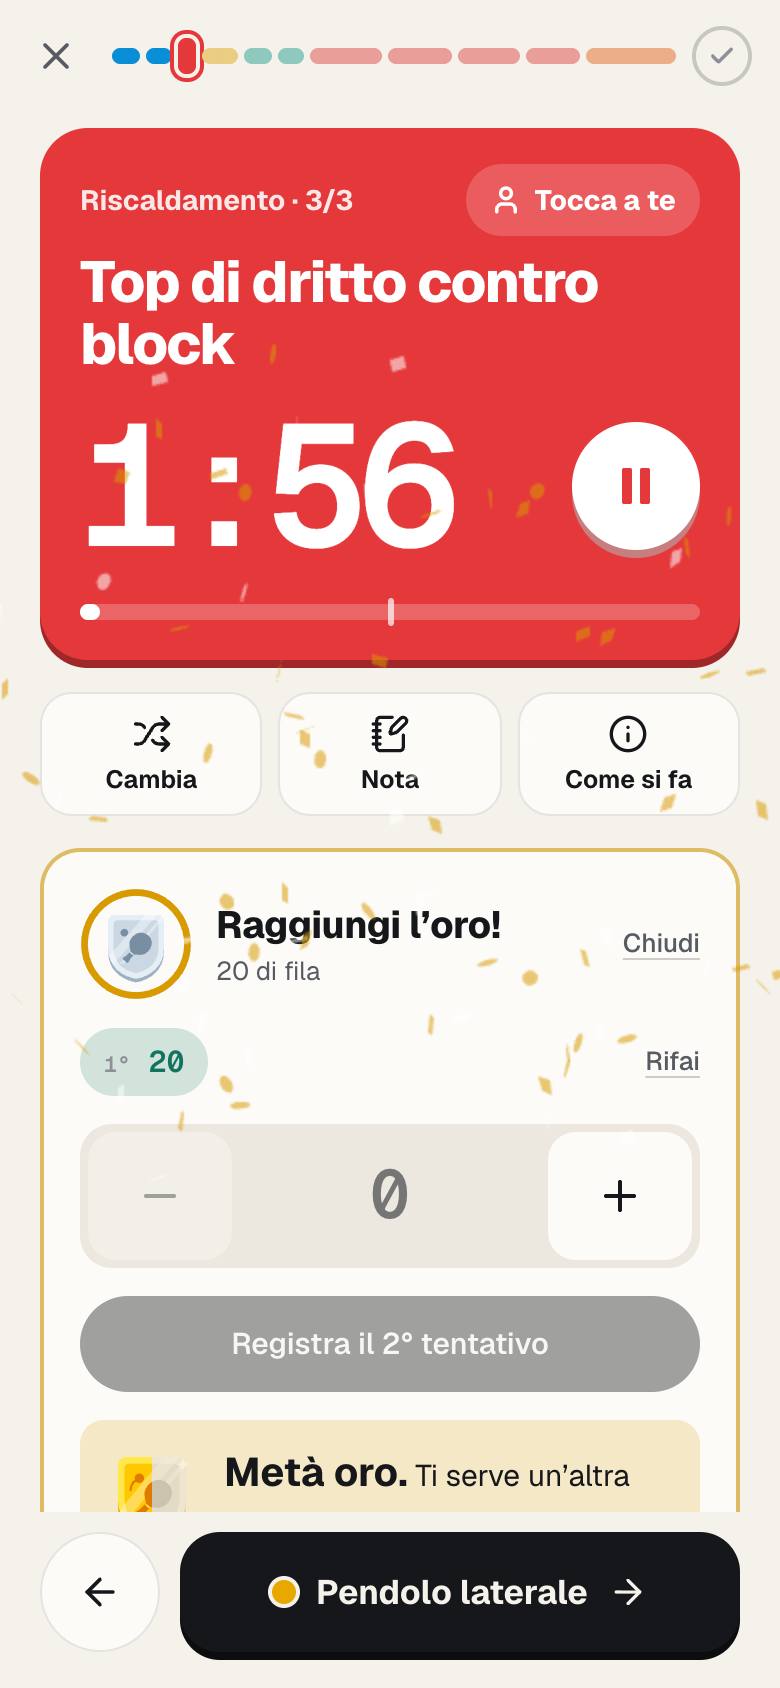 Riscaldamento · 3/3
Tocca a te
Top di dritto contro
block
1:56
Cambia
Nota
Come si fa
Raggiungi l’oro!
20 di fila
Chiudi
1° 20
Rifai
0
Registra il 2° tentativo
Metà oro. Ti serve un’altra
Pendolo laterale